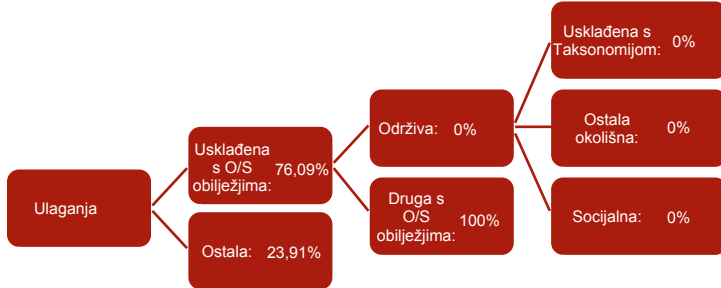 Ulaganja
Usklađena
s O/S
obilježjima: 76,09%
Ostala: 23,91%
Održiva: 0%
Druga s
O/S
obilježjima: 100%
Usklađena s
Taksonomijom: 0%
Ostala
okolišna: 0%
Socijalna: 0%